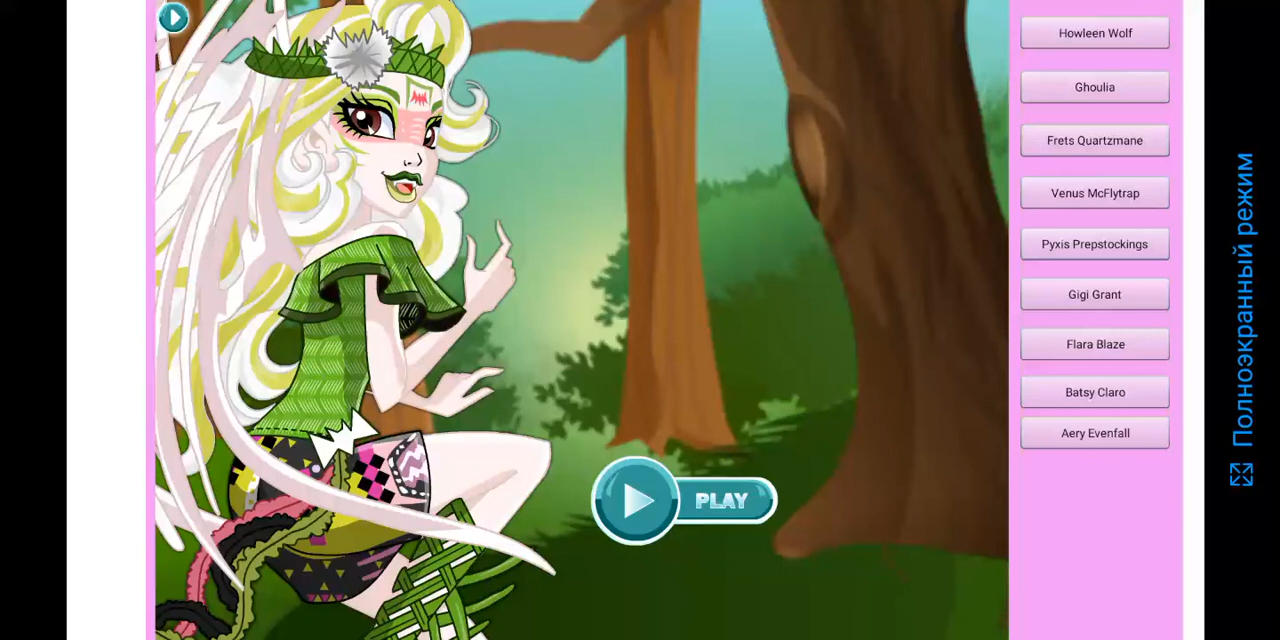 Howleen Wolf
Ghoulia
Frets Quartzmane
Venus McFlytrap
Pyxis Prepstockings
Gigi Grant
Flara Blaze
Batsy Claro
Aery Evenfall
PLAY
Полноэкранный режим